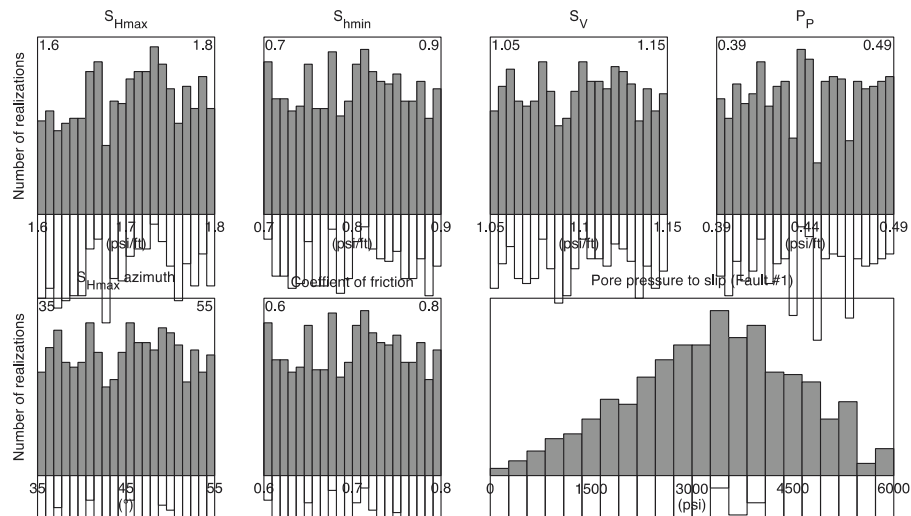 S_Hmax
S_hmin
S_V
P_P
1.6 1.8
0.7 0.9
1.05 1.15
0.39 0.49
Number of realizations
1.6 1.7 1.8
(psi/ft)
0.7 0.8 0.9
(psi/ft)
1.05 1.1 1.15
(psi/ft)
0.39 0.44 0.49
(psi/ft)
S_Hmax azimuth
Coeffient of friction
Pore pressure to slip (Fault #1)
35 55
0.6 0.8
Number of realizations
35 45 55
(°)
0.6 0.7 0.8
0 1500 3000 4500 6000
(psi)